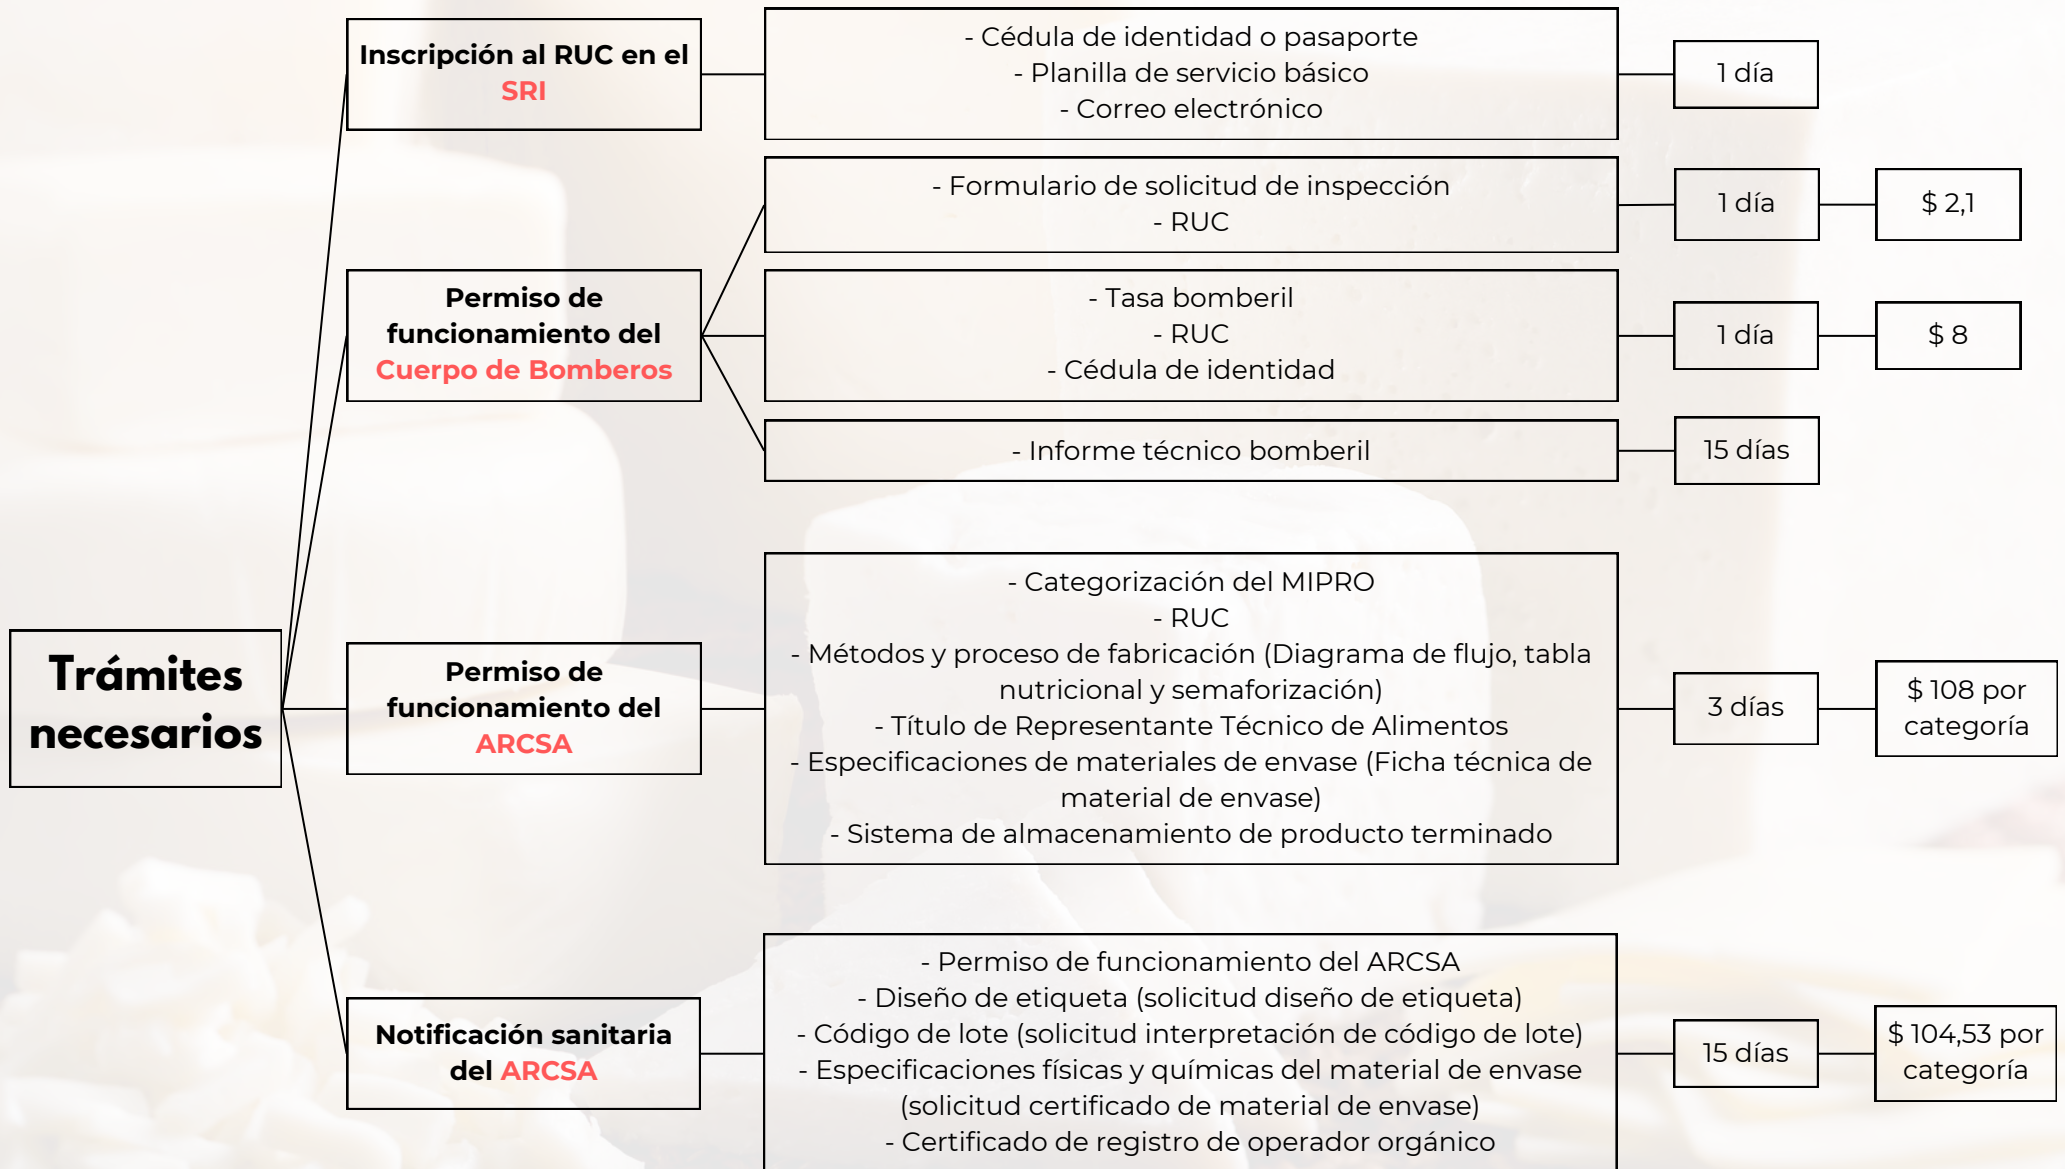 Trámites
necesarios
Inscripción al RUC en el
SRI
- Cédula de identidad o pasaporte
- Planilla de servicio básico
- Correo electrónico
1 día
Permiso de
funcionamiento del
Cuerpo de Bomberos
- Formulario de solicitud de inspección
- RUC
1 día
$ 2,1
- Tasa bomberil
- RUC
- Cédula de identidad
1 día
$ 8
- Informe técnico bomberil
15 días
Permiso de
funcionamiento del
ARCSA
- Categorización del MIPRO
- RUC
- Métodos y proceso de fabricación (Diagrama de flujo, tabla
nutricional y semaforización)
- Título de Representante Técnico de Alimentos
- Especificaciones de materiales de envase (Ficha técnica de
material de envase)
- Sistema de almacenamiento de producto terminado
3 días
$ 108 por
categoría
Notificación sanitaria
del ARCSA
- Permiso de funcionamiento del ARCSA
- Diseño de etiqueta (solicitud diseño de etiqueta)
- Código de lote (solicitud interpretación de código de lote)
- Especificaciones físicas y químicas del material de envase
(solicitud certificado de material de envase)
- Certificado de registro de operador orgánico
15 días
$ 104,53 por
categoría